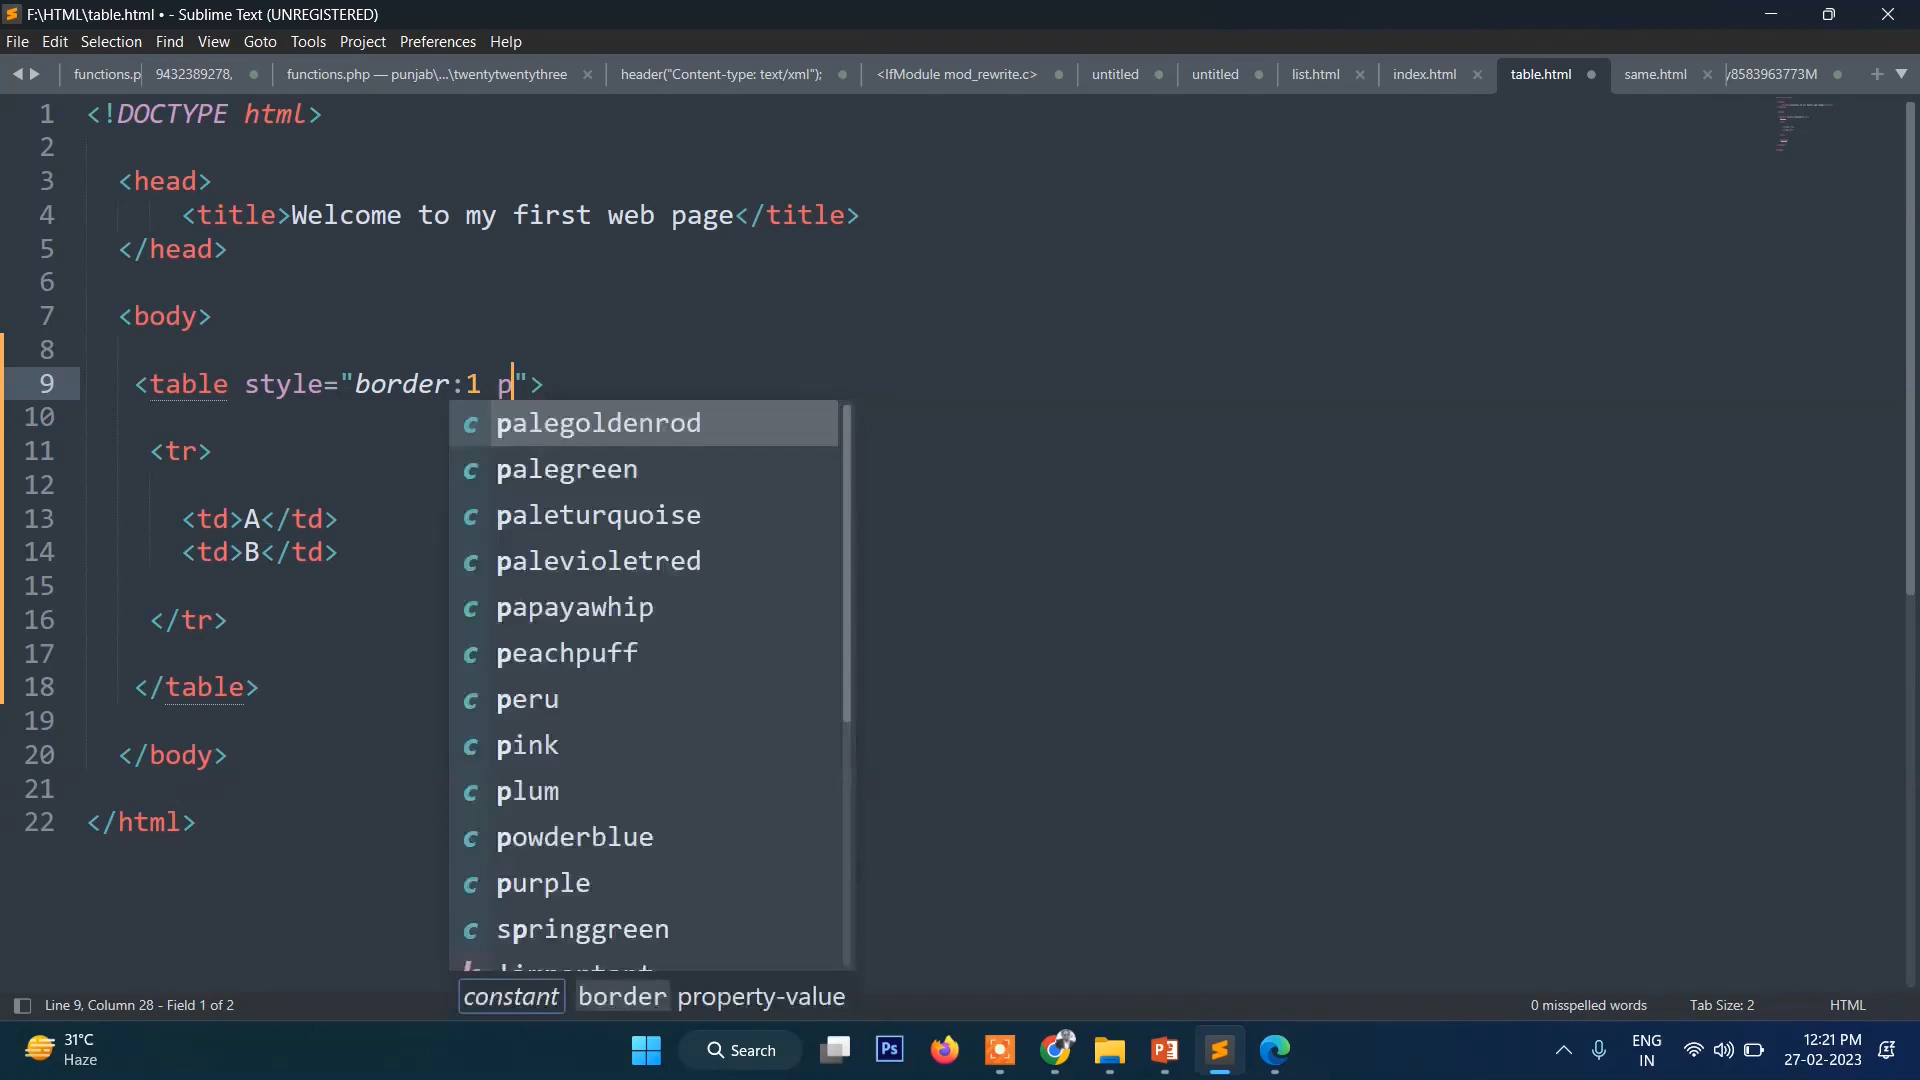 F:\HTML\table.html • - Sublime Text (UNREGISTERED)
File Edit Selection Find View Goto Tools Project Preferences Help
functions.p 9432389278, functions.php — punjab\...\twentytwentythree header("Content-type: text/xml"); <IfModule mod_rewrite.c> untitled untitled list.html index.html table.html same.html y8583963773M
1 <!DOCTYPE html>
2
3 <head>
4 <title>Welcome to my first web page</title>
5 </head>
6
7 <body>
8
9 <table style="border:1 p">
10
11 <tr>
12
13 <td>A</td>
14 <td>B</td>
15
16 </tr>
17
18 </table>
19
20 </body>
21
22 </html>
c palegoldenrod
c palegreen
c paleturquoise
c palevioletred
c papayawhip
c peachpuff
c peru
c pink
c plum
c powderblue
c purple
c springgreen
constant border property-value
Line 9, Column 28 - Field 1 of 2 0 misspelled words Tab Size: 2 HTML
31°C
Haze
Search
Ps
ENG
IN
12:21 PM
27-02-2023